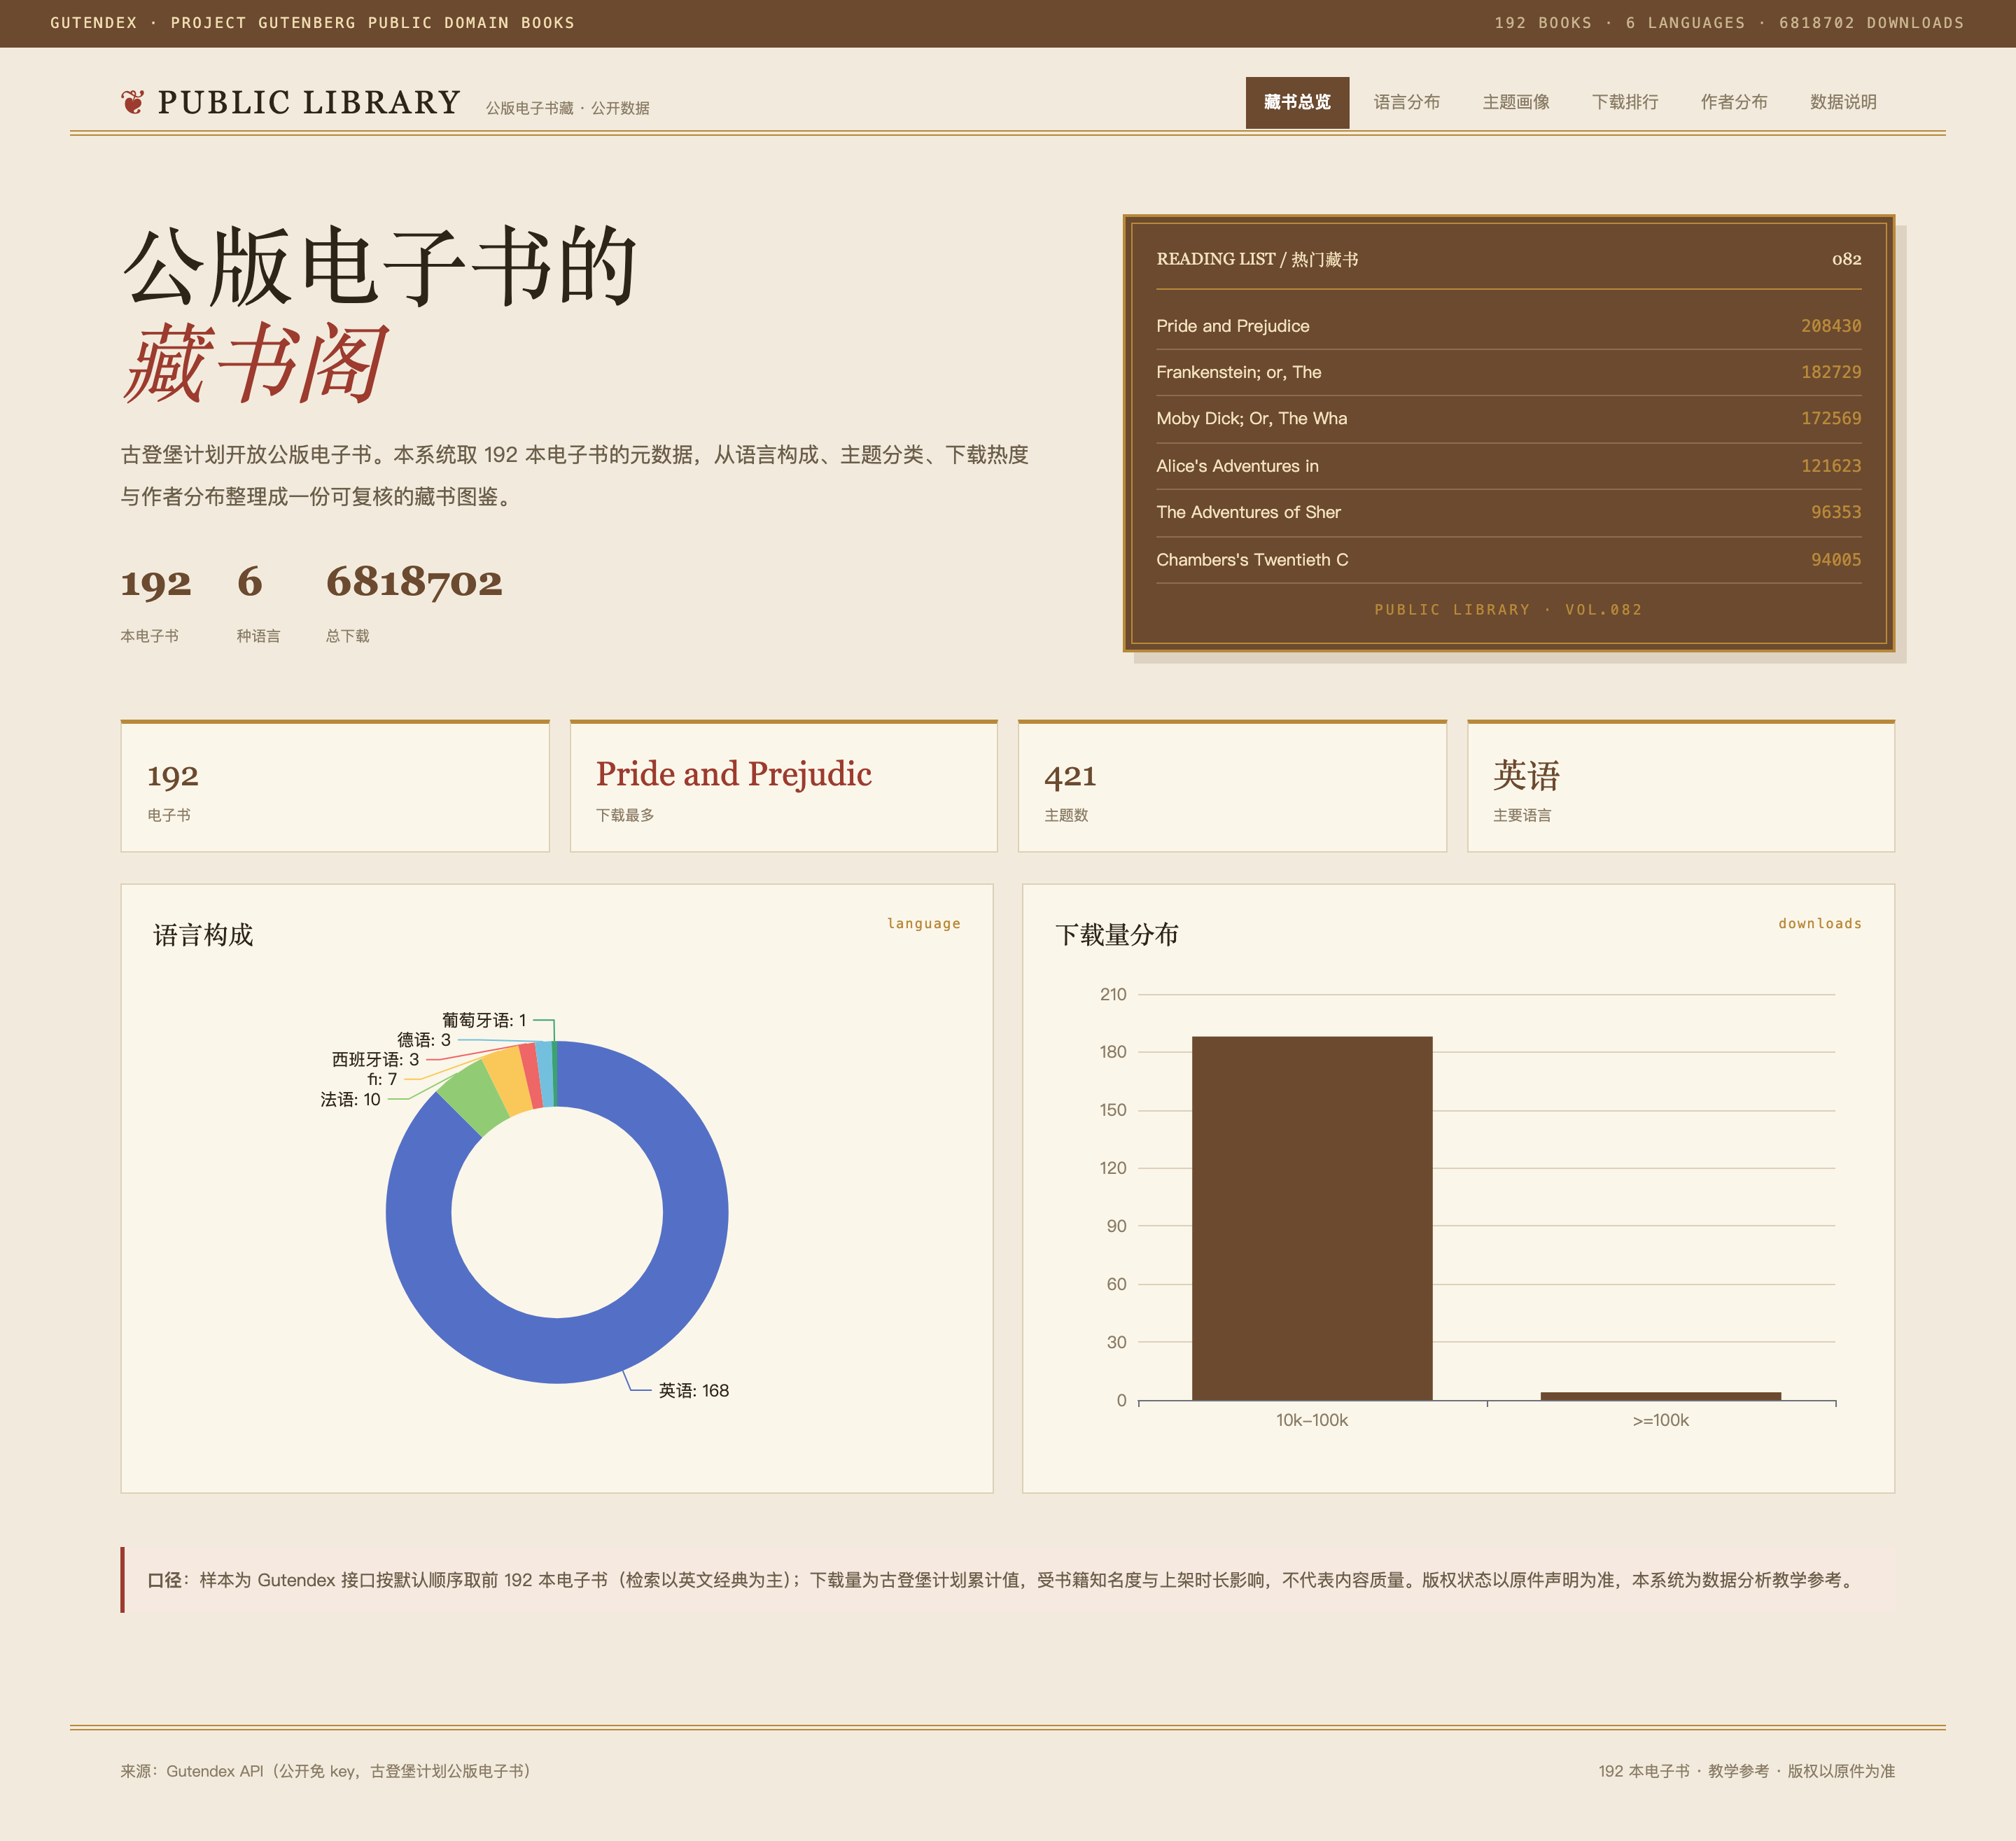 GUTENDEX · PROJECT GUTENBERG PUBLIC DOMAIN BOOKS
192 BOOKS · 6 LANGUAGES · 6818702 DOWNLOADS
❦ PUBLIC LIBRARY 公版电子书藏 · 公开数据
藏书总览 语言分布 主题画像 下载排行 作者分布 数据说明
公版电子书的
藏书阁
古登堡计划开放公版电子书。本系统取 192 本电子书的元数据，从语言构成、主题分类、下载热度
与作者分布整理成一份可复核的藏书图鉴。
192 6 6818702
本电子书 种语言 总下载
READING LIST / 热门藏书 082
Pride and Prejudice 208430
Frankenstein; or, The 182729
Moby Dick; Or, The Wha 172569
Alice's Adventures in 121623
The Adventures of Sher 96353
Chambers's Twentieth C 94005
PUBLIC LIBRARY · VOL.082
192
电子书
Pride and Prejudic
下载最多
421
主题数
英语
主要语言
语言构成 language
葡萄牙语: 1
德语: 3
西班牙语: 3
fi: 7
法语: 10
英语: 168
下载量分布 downloads
210
180
150
120
90
60
30
0
10k–100k >=100k
口径：样本为 Gutendex 接口按默认顺序取前 192 本电子书（检索以英文经典为主）；下载量为古登堡计划累计值，受书籍知名度与上架时长影响，不代表内容质量。版权状态以原件声明为准，本系统为数据分析教学参考。
来源：Gutendex API（公开免 key，古登堡计划公版电子书）
192 本电子书 · 教学参考 · 版权以原件为准